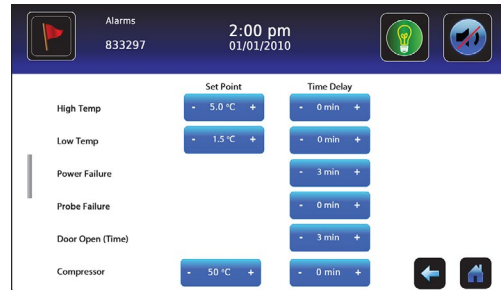 Alarms
833297
2:00 pm
01/01/2010
Set Point Time Delay
High Temp - 5.0 °C + - 0 min +
Low Temp - 1.5 °C + - 0 min +
Power Failure - 3 min +
Probe Failure - 0 min +
Door Open (Time) - 3 min +
Compressor - 50 °C + - 0 min +